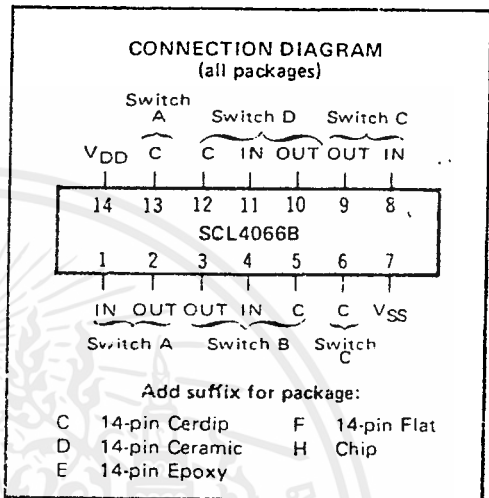 CONNECTION DIAGRAM
(all packages)
Switch
A
Switch D Switch C
VDD C C IN OUT OUT IN
14 13 12 11 10 9 8
SCL4066B
1 2 3 4 5 6 7
IN OUT OUT IN C C VSS
Switch A Switch B Switch
C
Add suffix for package:
C 14-pin Cerdip F 14-pin Flat
D 14-pin Ceramic H Chip
E 14-pin Epoxy